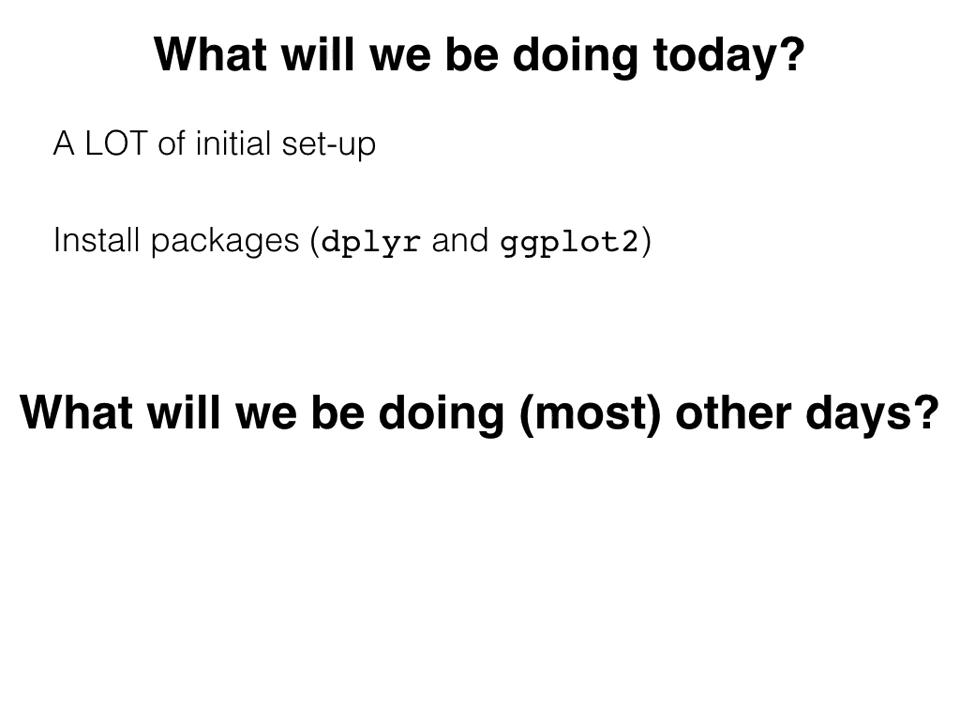 What will we be doing today?
A LOT of initial set-up
Install packages (dplyr and ggplot2)
What will we be doing (most) other days?